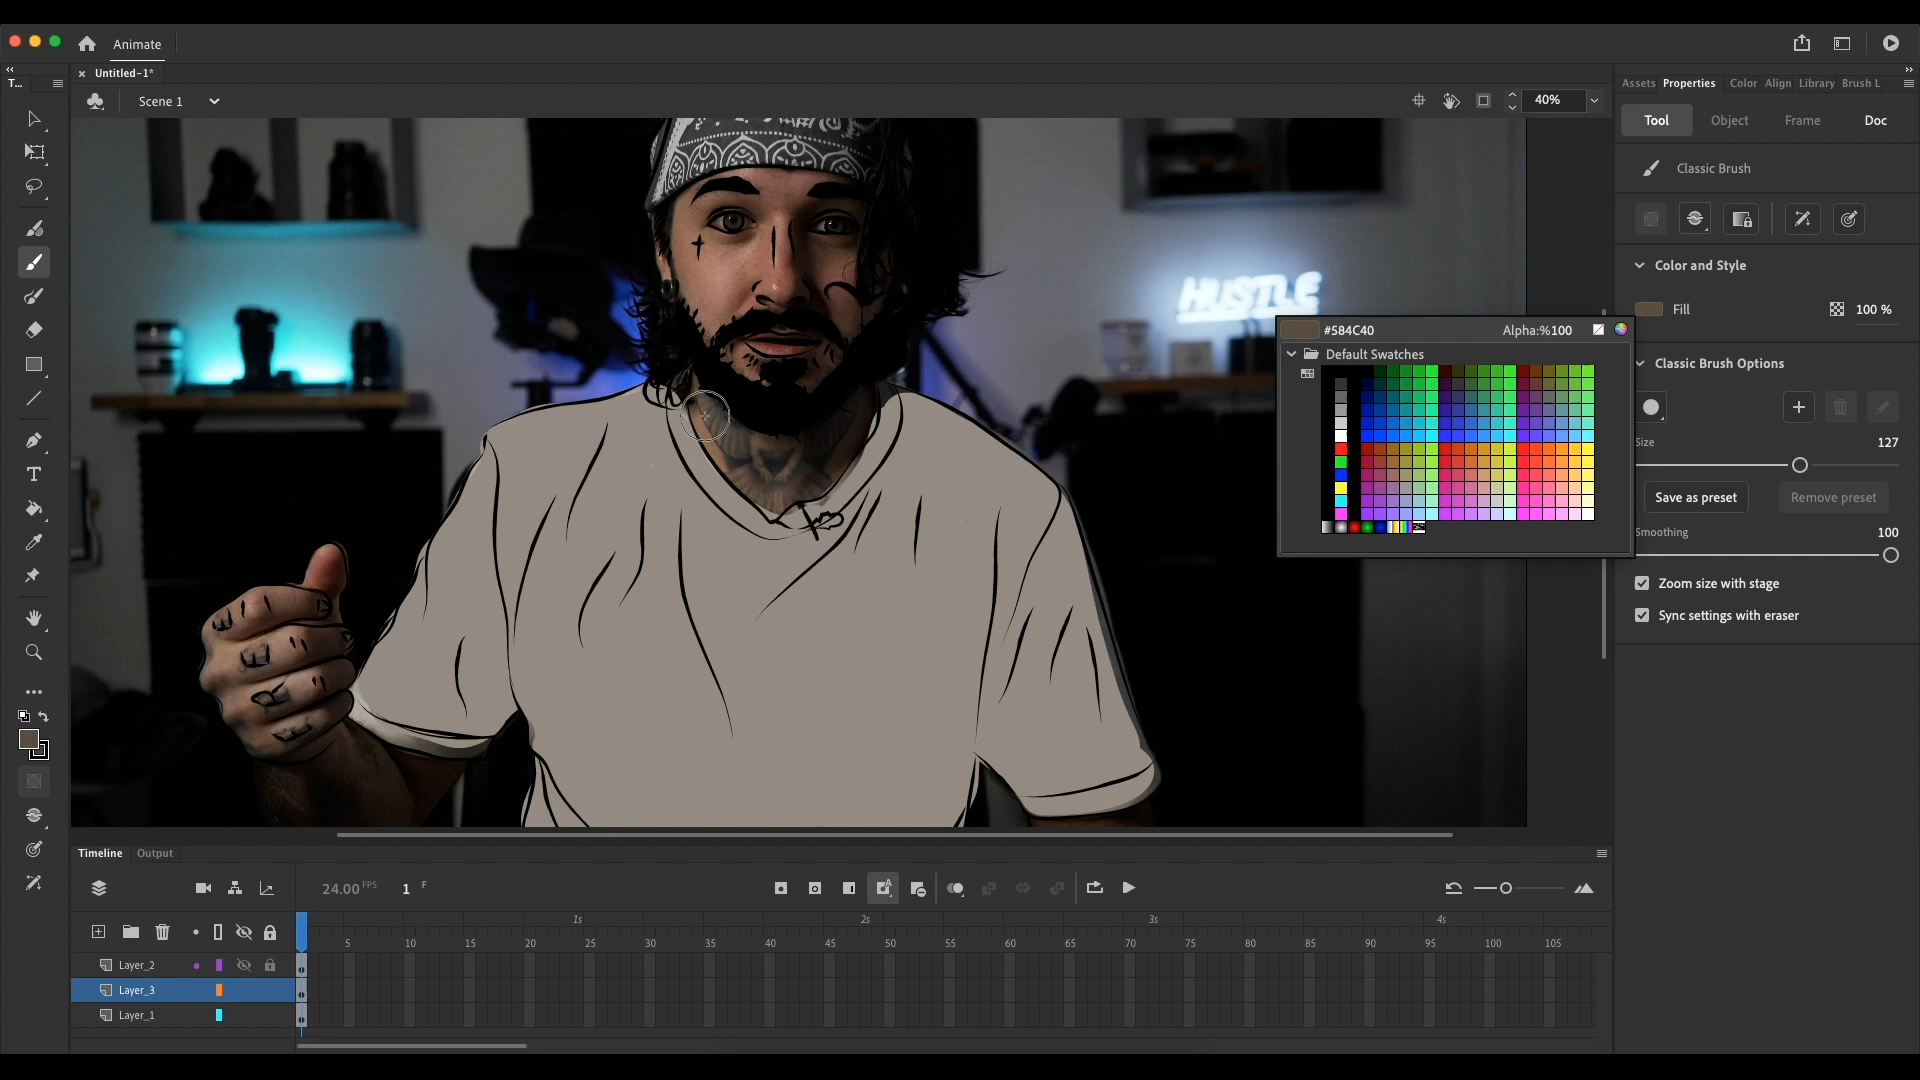 Animate
T...
Untitled-1*
Scene 1
40%
Assets Properties Color Align Library Brush L
Tool Object Frame Doc
Classic Brush
Color and Style
Fill
100 %
HUSTLE
#584C40
Alpha:%100
Default Swatches
Classic Brush Options
Size
127
Save as preset
Remove preset
Smoothing
100
Zoom size with stage
Sync settings with eraser
Timeline Output
24.00 FPS
1 F
1s 2s 3s 4s
5 10 15 20 25 30 35 40 45 50 55 60 65 70 75 80 85 90 95 100 105
Layer_2
Layer_3
Layer_1